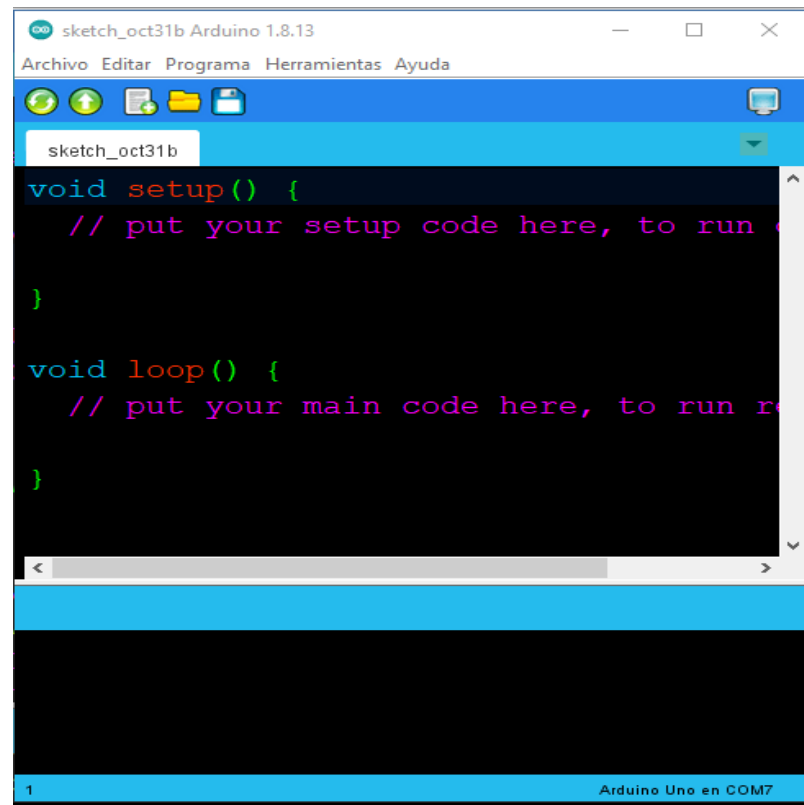 sketch_oct31b Arduino 1.8.13
Archivo Editar Programa Herramientas Ayuda
sketch_oct31b
void setup() {
// put your setup code here, to run
}
void loop() {
// put your main code here, to run
}
1 Arduino Uno en COM7